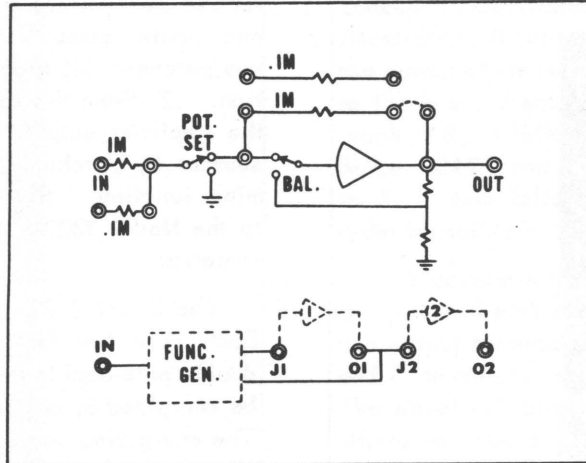 .1M
1M
POT.
SET
1M
IN
BAL.
OUT
.1M
IN
FUNC.
GEN.
1
J1
O1
J2
2
O2